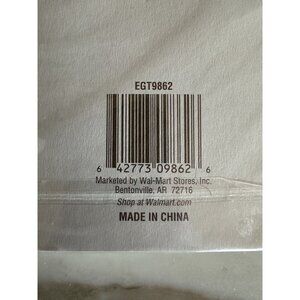 EGT9862
6 42773 09862 6
Marketed by Wal-Mart Stores, Inc.
Bentonville, AR 72716
Shop at Walmart.com
MADE IN CHINA